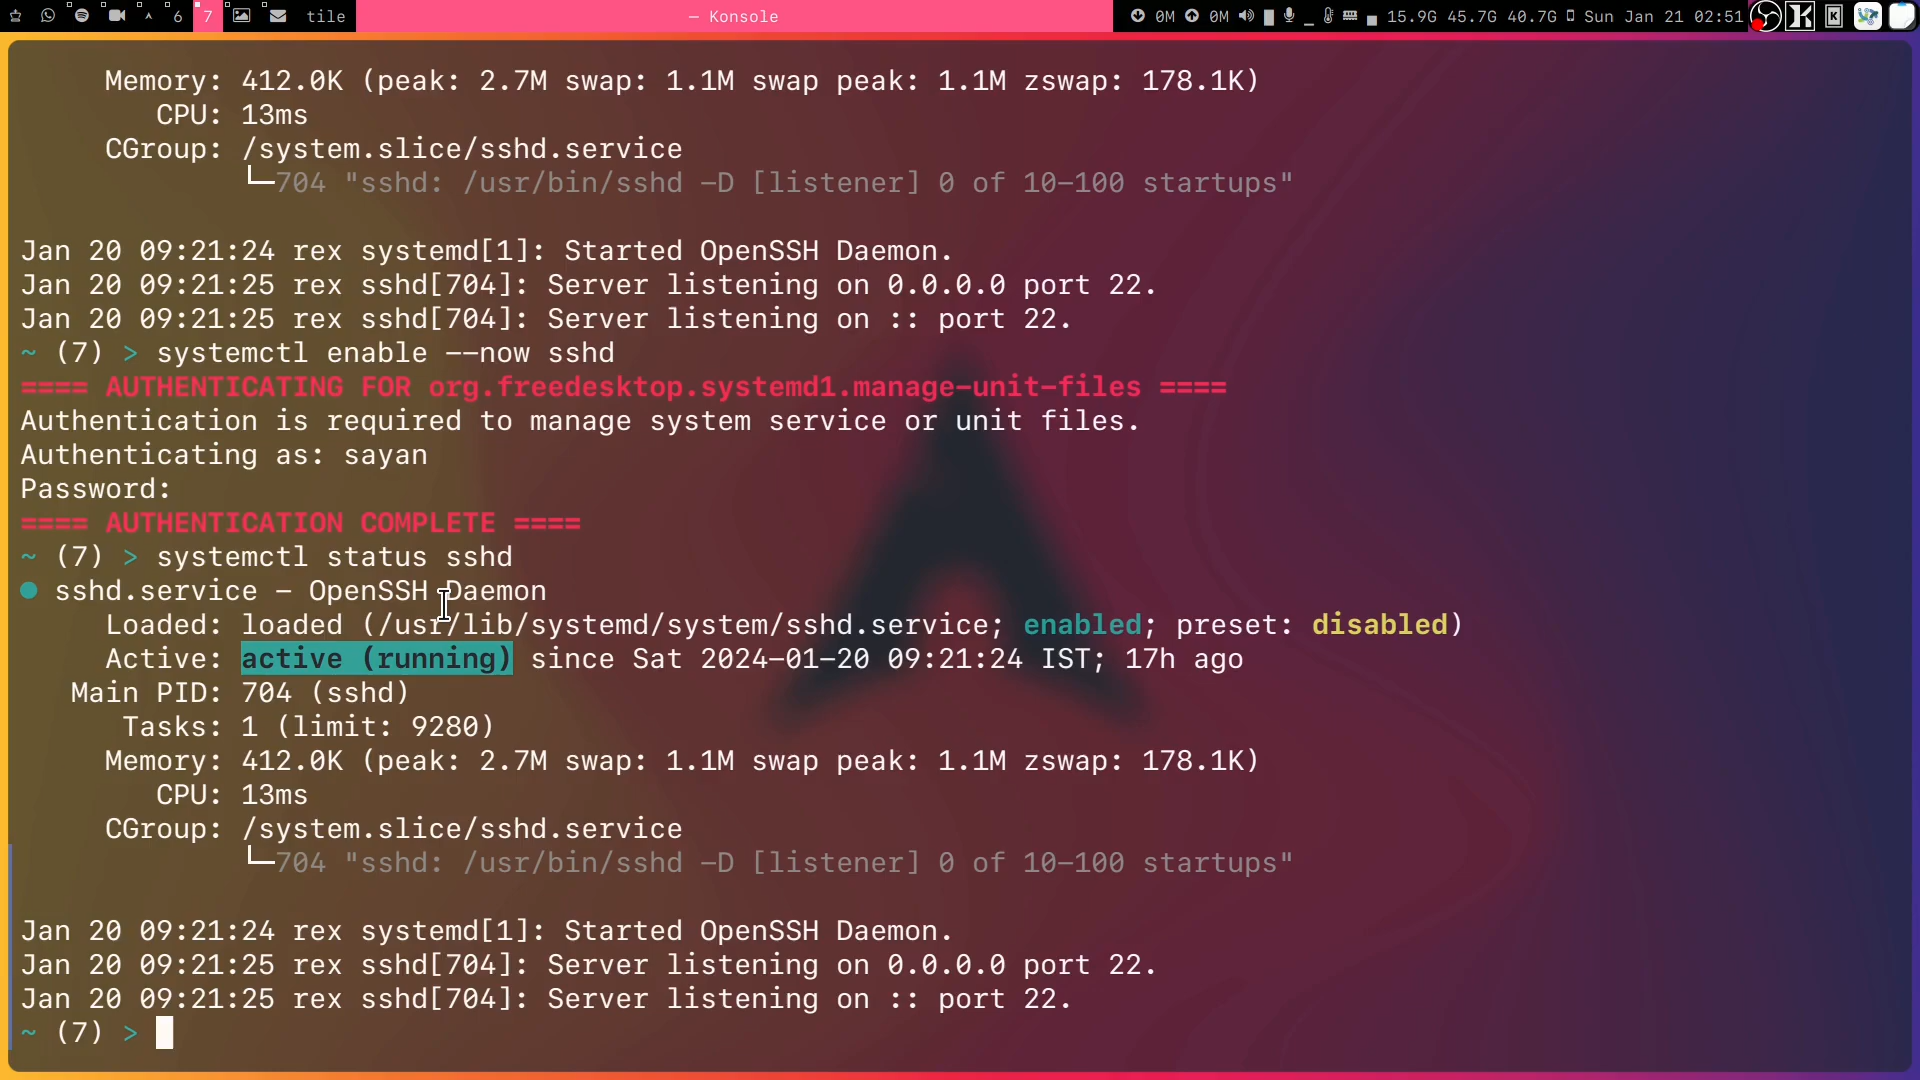 6 7 tile — Konsole 0M 0M 15.9G 45.7G 40.7G Sun Jan 21 02:51
Memory: 412.0K (peak: 2.7M swap: 1.1M swap peak: 1.1M zswap: 178.1K)
CPU: 13ms
CGroup: /system.slice/sshd.service
└─704 "sshd: /usr/bin/sshd -D [listener] 0 of 10-100 startups"
Jan 20 09:21:24 rex systemd[1]: Started OpenSSH Daemon.
Jan 20 09:21:25 rex sshd[704]: Server listening on 0.0.0.0 port 22.
Jan 20 09:21:25 rex sshd[704]: Server listening on :: port 22.
~ (7) > systemctl enable --now sshd
==== AUTHENTICATING FOR org.freedesktop.systemd1.manage-unit-files ====
Authentication is required to manage system service or unit files.
Authenticating as: sayan
Password:
==== AUTHENTICATION COMPLETE ====
~ (7) > systemctl status sshd
● sshd.service - OpenSSH Daemon
Loaded: loaded (/usr/lib/systemd/system/sshd.service; enabled; preset: disabled)
Active: active (running) since Sat 2024-01-20 09:21:24 IST; 17h ago
Main PID: 704 (sshd)
Tasks: 1 (limit: 9280)
Memory: 412.0K (peak: 2.7M swap: 1.1M swap peak: 1.1M zswap: 178.1K)
CPU: 13ms
CGroup: /system.slice/sshd.service
└─704 "sshd: /usr/bin/sshd -D [listener] 0 of 10-100 startups"
Jan 20 09:21:24 rex systemd[1]: Started OpenSSH Daemon.
Jan 20 09:21:25 rex sshd[704]: Server listening on 0.0.0.0 port 22.
Jan 20 09:21:25 rex sshd[704]: Server listening on :: port 22.
~ (7) >